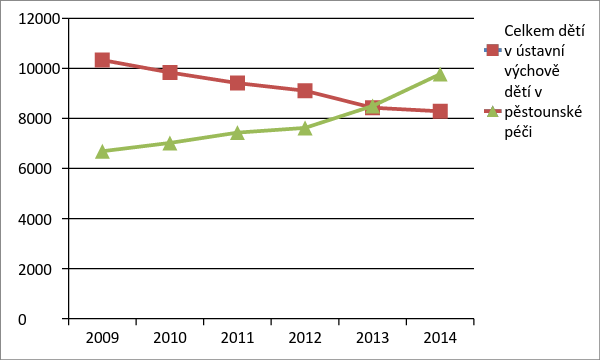 12000
10000
8000
6000
4000
2000
0
2009 2010 2011 2012 2013 2014
Celkem dětí
v ústavní
výchově
dětí v
pěstounské
péči